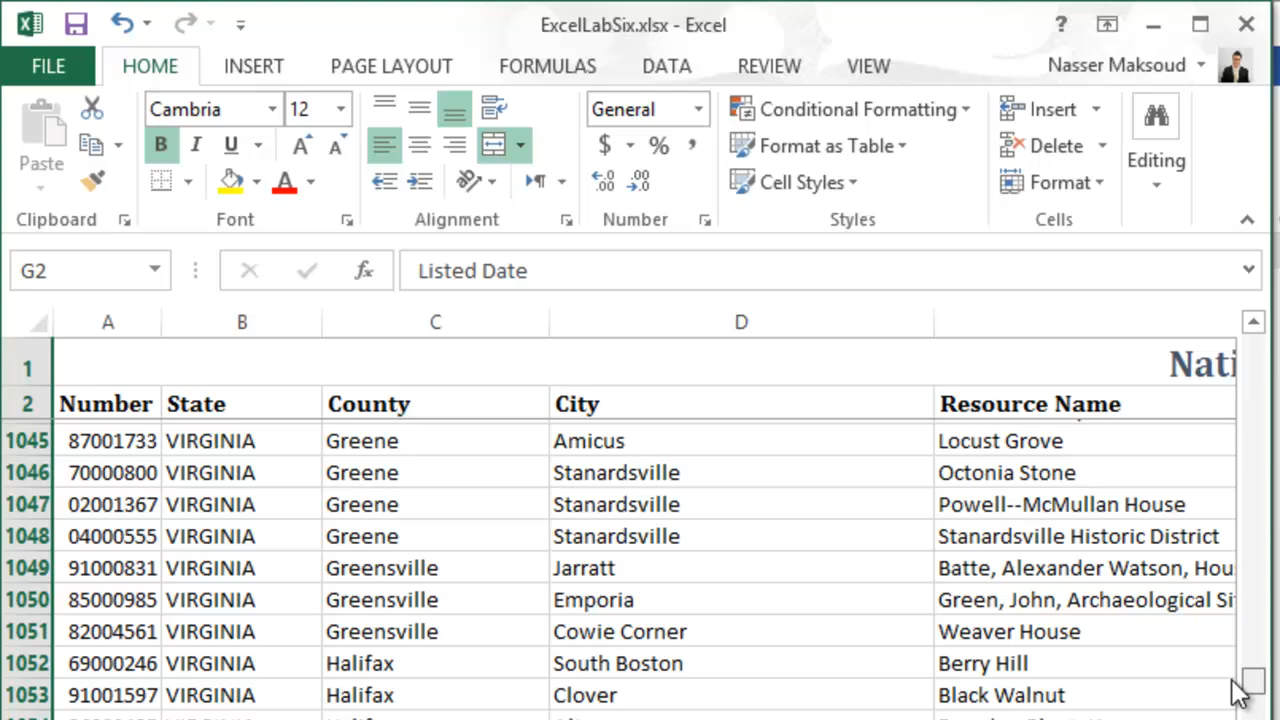 ExcelLabSix.xlsx - Excel
?
FILE HOME INSERT PAGE LAYOUT FORMULAS DATA REVIEW VIEW Nasser Maksoud
Paste
Cambria 12
B I U A A
A
General
$ % ,
.00 .00
Conditional Formatting
Format as Table
Cell Styles
Insert
Delete
Format
Editing
Clipboard Font Alignment Number Styles Cells
G2 fx Listed Date
A B C D
1 Nati
2 Number State County City Resource Name
1045 87001733 VIRGINIA Greene Amicus Locust Grove
1046 70000800 VIRGINIA Greene Stanardsville Octonia Stone
1047 02001367 VIRGINIA Greene Stanardsville Powell--McMullan House
1048 04000555 VIRGINIA Greene Stanardsville Stanardsville Historic District
1049 91000831 VIRGINIA Greensville Jarratt Batte, Alexander Watson, Hou
1050 85000985 VIRGINIA Greensville Emporia Green, John, Archaeological Si
1051 82004561 VIRGINIA Greensville Cowie Corner Weaver House
1052 69000246 VIRGINIA Halifax South Boston Berry Hill
1053 91001597 VIRGINIA Halifax Clover Black Walnut